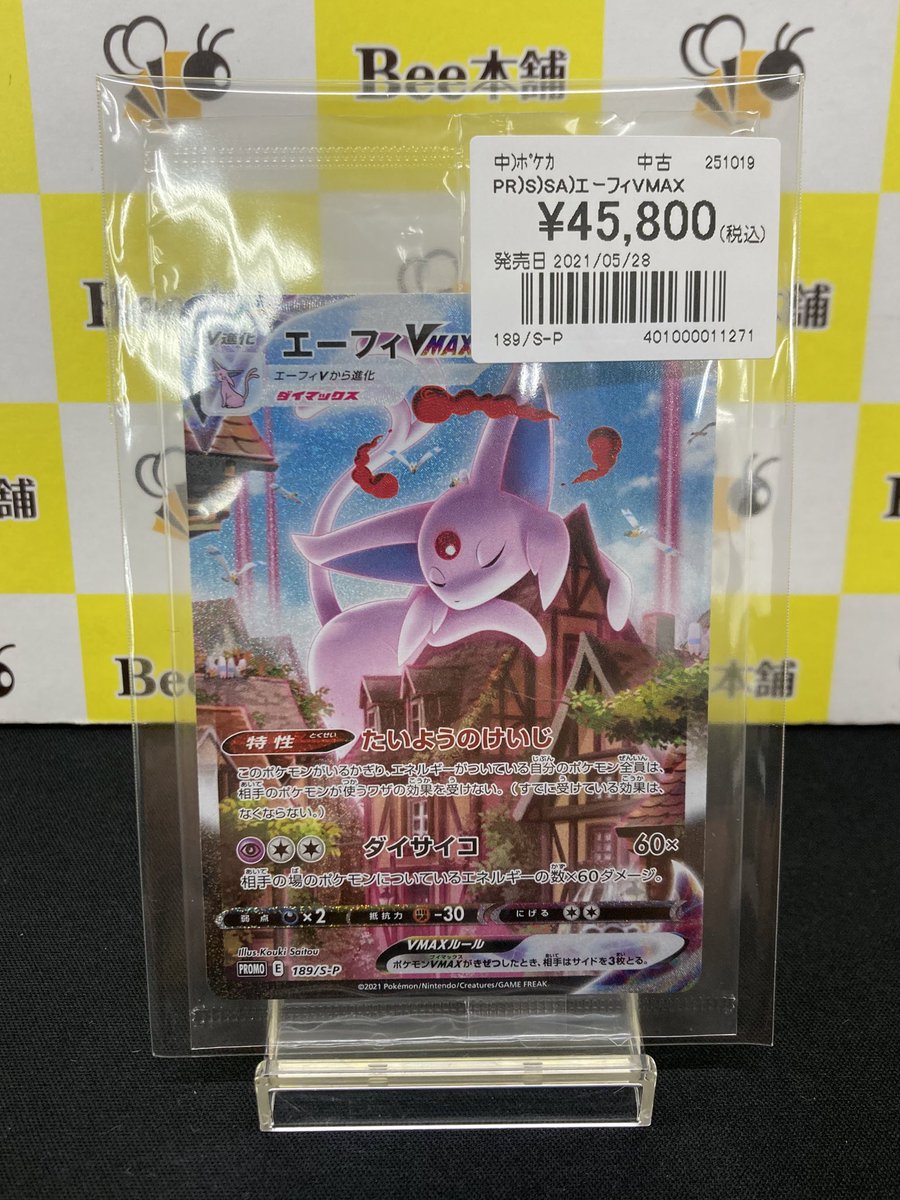 Bee本舗
中)ﾎﾟｹｶ 中古 251019
PR)S)SA)エーフィVMAX
¥45,800(税込)
発売日 2021/05/28
189/S-P 401000011271
V進化 エーフィVMAX
エーフィVから進化
ダイマックス
本舗
Bee
本舗
特性 とくせい たいようのけいじ
このポケモンがいるかぎり、エネルギーがついている自分のポケモン全員は、
相手のポケモンが使うワザの効果を受けない。(すでに受けている効果は、
なくならない。)
ダイサイコ 60×
相手の場のポケモンについているエネルギーの数×60ダメージ。
弱点 ×2 抵抗力 -30 にげる
Illus. Kouki Saitou
VMAXルール
PROMO E 189/S-P
ポケモンVMAXがきぜつしたとき、相手はサイドを3枚とる。
©2021 Pokémon/Nintendo/Creatures/GAME FREAK